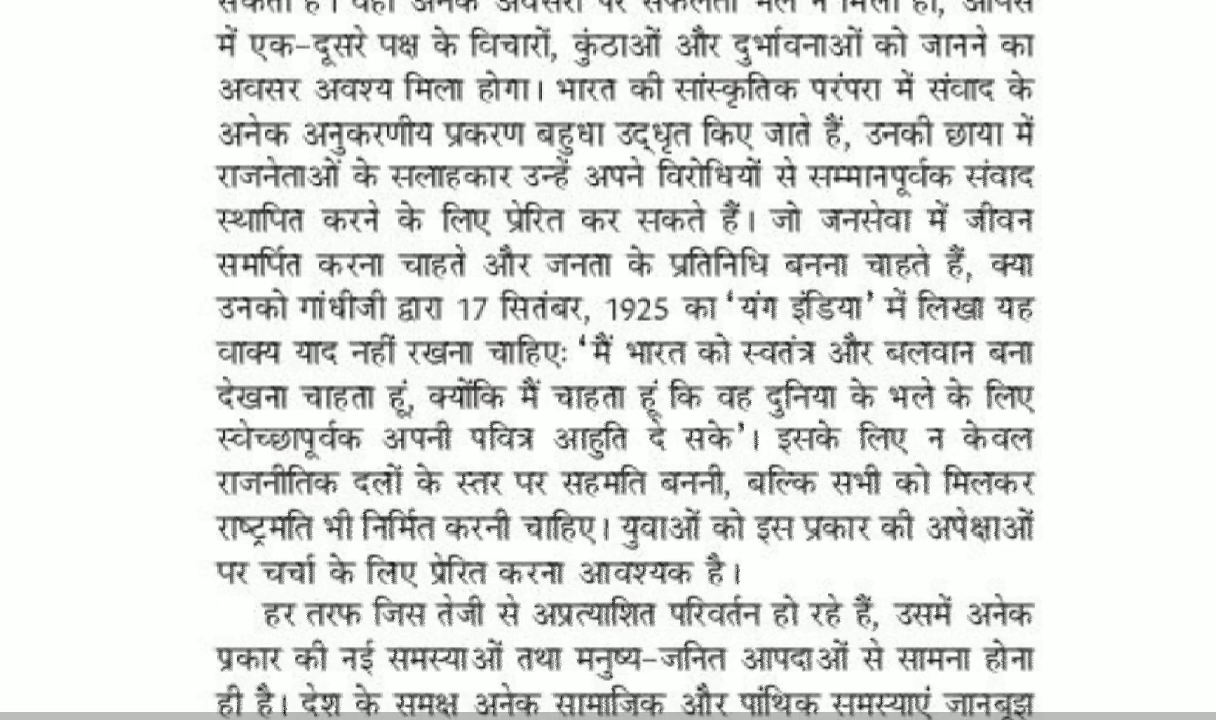 में एक-दूसरे पक्ष के विचारों, कुंठाओं और दुर्भावनाओं को जानने का
अवसर अवश्य मिला होगा। भारत की सांस्कृतिक परंपरा में संवाद के
अनेक अनुकरणीय प्रकरण बहुधा उद्धृत किए जाते हैं, उनकी छाया में
राजनेताओं के सलाहकार उन्हें अपने विरोधियों से सम्मानपूर्वक संवाद
स्थापित करने के लिए प्रेरित कर सकते हैं। जो जनसेवा में जीवन
समर्पित करना चाहते और जनता के प्रतिनिधि बनना चाहते हैं, क्या
उनको गांधीजी द्वारा 17 सितंबर, 1925 का ‘यंग इंडिया’ में लिखा यह
वाक्य याद नहीं रखना चाहिएः ‘मैं भारत को स्वतंत्र और बलवान बना
देखना चाहता हूं, क्योंकि मैं चाहता हूं कि वह दुनिया के भले के लिए
स्वेच्छापूर्वक अपनी पवित्र आहुति दे सके’। इसके लिए न केवल
राजनीतिक दलों के स्तर पर सहमति बननी, बल्कि सभी को मिलकर
राष्ट्रमति भी निर्मित करनी चाहिए। युवाओं को इस प्रकार की अपेक्षाओं
पर चर्चा के लिए प्रेरित करना आवश्यक है।
हर तरफ जिस तेजी से अप्रत्याशित परिवर्तन हो रहे हैं, उसमें अनेक
प्रकार की नई समस्याओं तथा मनुष्य-जनित आपदाओं से सामना होना
ही है। देश के समक्ष अनेक सामाजिक और पांथिक समस्याएं जानबूझ